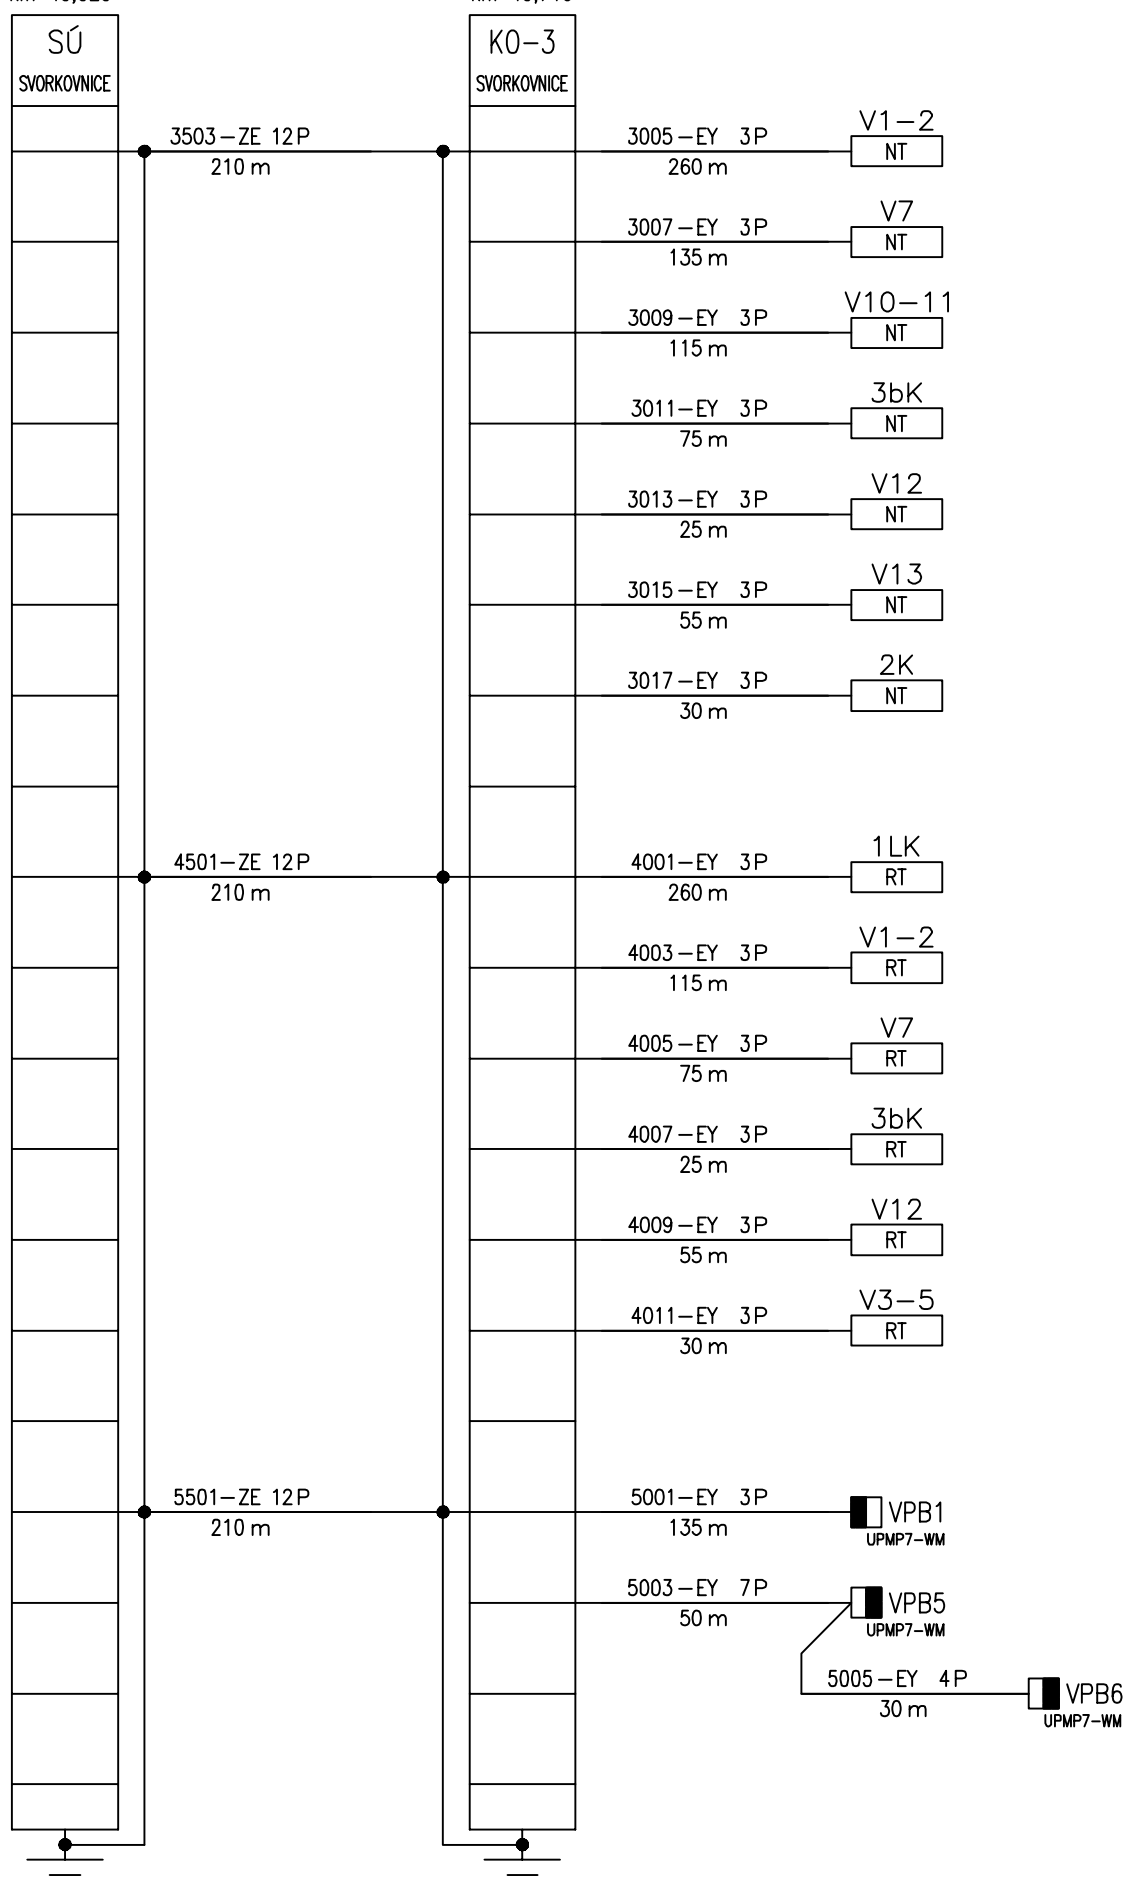 SÚ
SVORKOVNICE
KO-3
SVORKOVNICE
3503-ZE 12P
210 m
3005-EY 3P
260 m
V1-2
NT
3007-EY 3P
135 m
V7
NT
3009-EY 3P
115 m
V10-11
NT
3011-EY 3P
75 m
3bK
NT
3013-EY 3P
25 m
V12
NT
3015-EY 3P
55 m
V13
NT
3017-EY 3P
30 m
2K
NT
4501-ZE 12P
210 m
4001-EY 3P
260 m
1LK
RT
4003-EY 3P
115 m
V1-2
RT
4005-EY 3P
75 m
V7
RT
4007-EY 3P
25 m
3bK
RT
4009-EY 3P
55 m
V12
RT
4011-EY 3P
30 m
V3-5
RT
5501-ZE 12P
210 m
5001-EY 3P
135 m
VPB1
UPMP7-WM
5003-EY 7P
50 m
VPB5
UPMP7-WM
5005-EY 4P
30 m
VPB6
UPMP7-WM